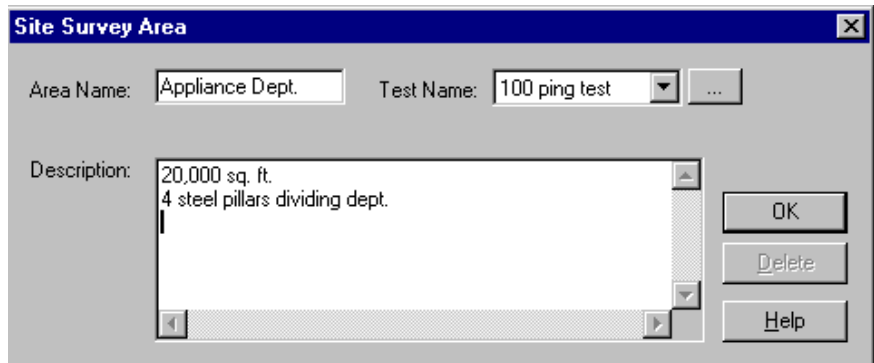 Site Survey Area
Area Name: Appliance Dept. Test Name: 100 ping test ...
Description: 20,000 sq. ft.
4 steel pillars dividing dept.
OK
Delete
Help